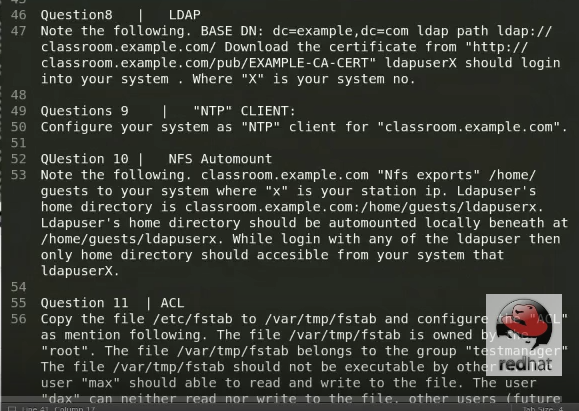 46 Question8 | LDAP
47 Note the following. BASE DN: dc=example,dc=com ldap path ldap://
classroom.example.com/ Download the certificate from "http://
classroom.example.com/pub/EXAMPLE-CA-CERT" ldapuserX should login
into your system . Where "X" is your system no.
48
49 Questions 9 | "NTP" CLIENT:
50 Configure your system as "NTP" client for "classroom.example.com".
51
52 QUestion 10 | NFS Automount
53 Note the following. classroom.example.com "Nfs exports" /home/
guests to your system where "x" is your station ip. Ldapuser's
home directory is classroom.example.com:/home/guests/ldapuserx.
Ldapuser's home directory should be automounted locally beneath at
/home/guests/ldapuserx. While login with any of the ldapuser then
only home directory should accesible from your system that
ldapuserX.
54
55 Question 11 | ACL
56 Copy the file /etc/fstab to /var/tmp/fstab and configure the "ACL"
as mention following. The file /var/tmp/fstab is owned by the
"root". The file /var/tmp/fstab belongs to the group "testmanager"
The file /var/tmp/fstab should not be executable by other
user "max" should able to read and write to the file. The user
"dax" can neither read nor write to the file. other users (future
Line 41, Column 17
Tab Size: 4
redhat